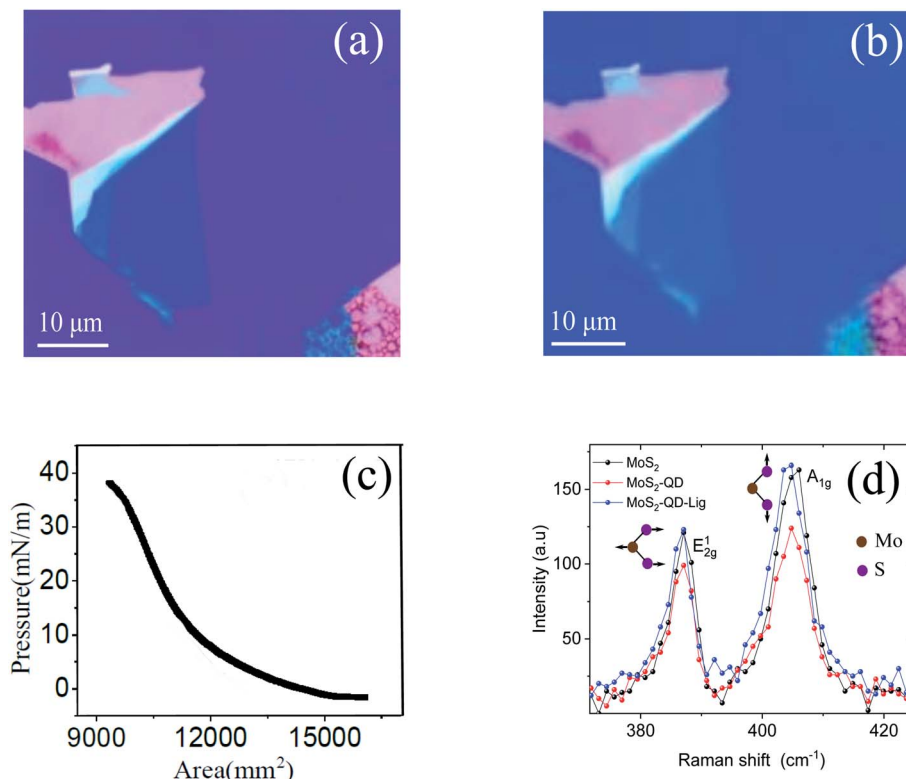 (a)
10 μm
(b)
10 μm
(c)
Pressure(mN/m)
40
30
20
10
0
9000 12000 15000
Area(mm²)
(d)
MoS₂
MoS₂-QD
MoS₂-QD-Lig
E¹₂g
A₁g
Mo
S
Intensity (a.u)
150
100
50
380 400 420
Raman shift (cm⁻¹)